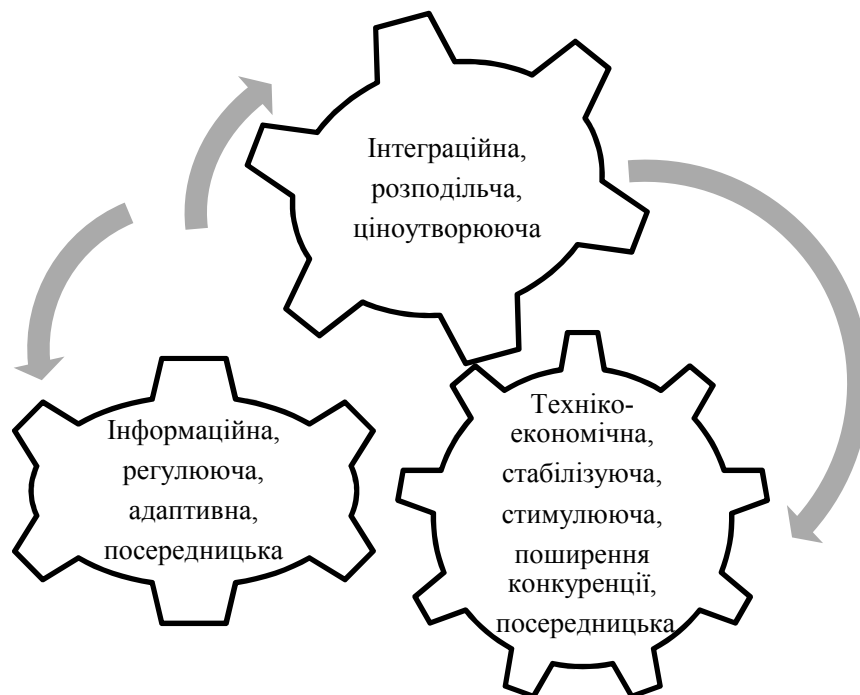 Інтеграційна,
розподільча,
ціноутворююча
Інформаційна,
регулююча,
адаптивна,
посередницька
Техніко-
економічна,
стабілізуюча,
стимулююча,
поширення
конкуренції,
посередницька